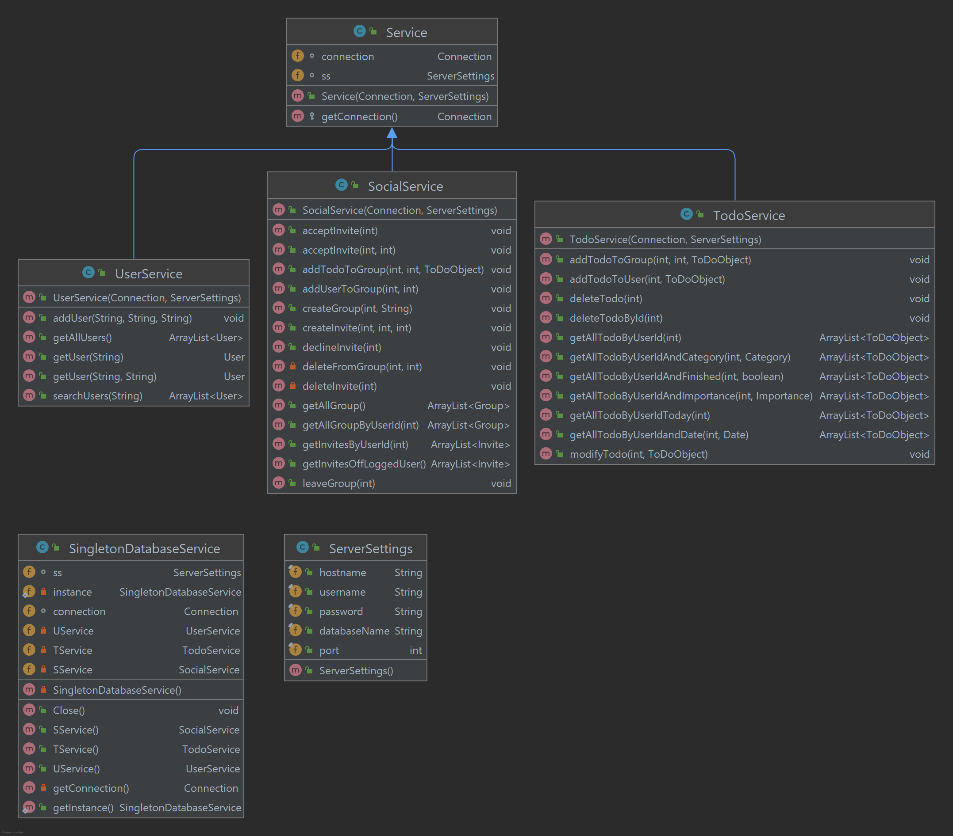 Service
connection Connection
ss ServerSettings
Service(Connection, ServerSettings)
getConnection() Connection
SocialService
SocialService(Connection, ServerSettings)
acceptInvite(int) void
acceptInvite(int, int) void
addTodoToGroup(int, int, ToDoObject) void
addUserToGroup(int, int) void
createGroup(int, String) void
createInvite(int, int, int) void
declineInvite(int) void
deleteFromGroup(int, int) void
deleteInvite(int) void
getAllGroup() ArrayList<Group>
getAllGroupByUserId(int) ArrayList<Group>
getInvitesByUserId(int) ArrayList<Invite>
getInvitesOffLoggedUser() ArrayList<Invite>
leaveGroup(int) void
TodoService
TodoService(Connection, ServerSettings)
addTodoToGroup(int, int, ToDoObject) void
addTodoToUser(int, ToDoObject) void
deleteTodo(int) void
deleteTodoById(int) void
getAllTodoByUserId(int) ArrayList<ToDoObject>
getAllTodoByUserIdAndCategory(int, Category) ArrayList<ToDoObject>
getAllTodoByUserIdAndFinished(int, boolean) ArrayList<ToDoObject>
getAllTodoByUserIdAndImportance(int, Importance) ArrayList<ToDoObject>
getAllTodoByUserIdToday(int) ArrayList<ToDoObject>
getAllTodoByUserIdandDate(int, Date) ArrayList<ToDoObject>
modifyTodo(int, ToDoObject) void
UserService
UserService(Connection, ServerSettings)
addUser(String, String, String) void
getAllUsers() ArrayList<User>
getUser(String) User
getUser(String, String) User
searchUsers(String) ArrayList<User>
SingletonDatabaseService
ss ServerSettings
instance SingletonDatabaseService
connection Connection
UService UserService
TService TodoService
SService SocialService
SingletonDatabaseService()
Close() void
SService() SocialService
TService() TodoService
UService() UserService
getConnection() Connection
getInstance() SingletonDatabaseService
ServerSettings
hostname String
username String
password String
databaseName String
port int
ServerSettings()